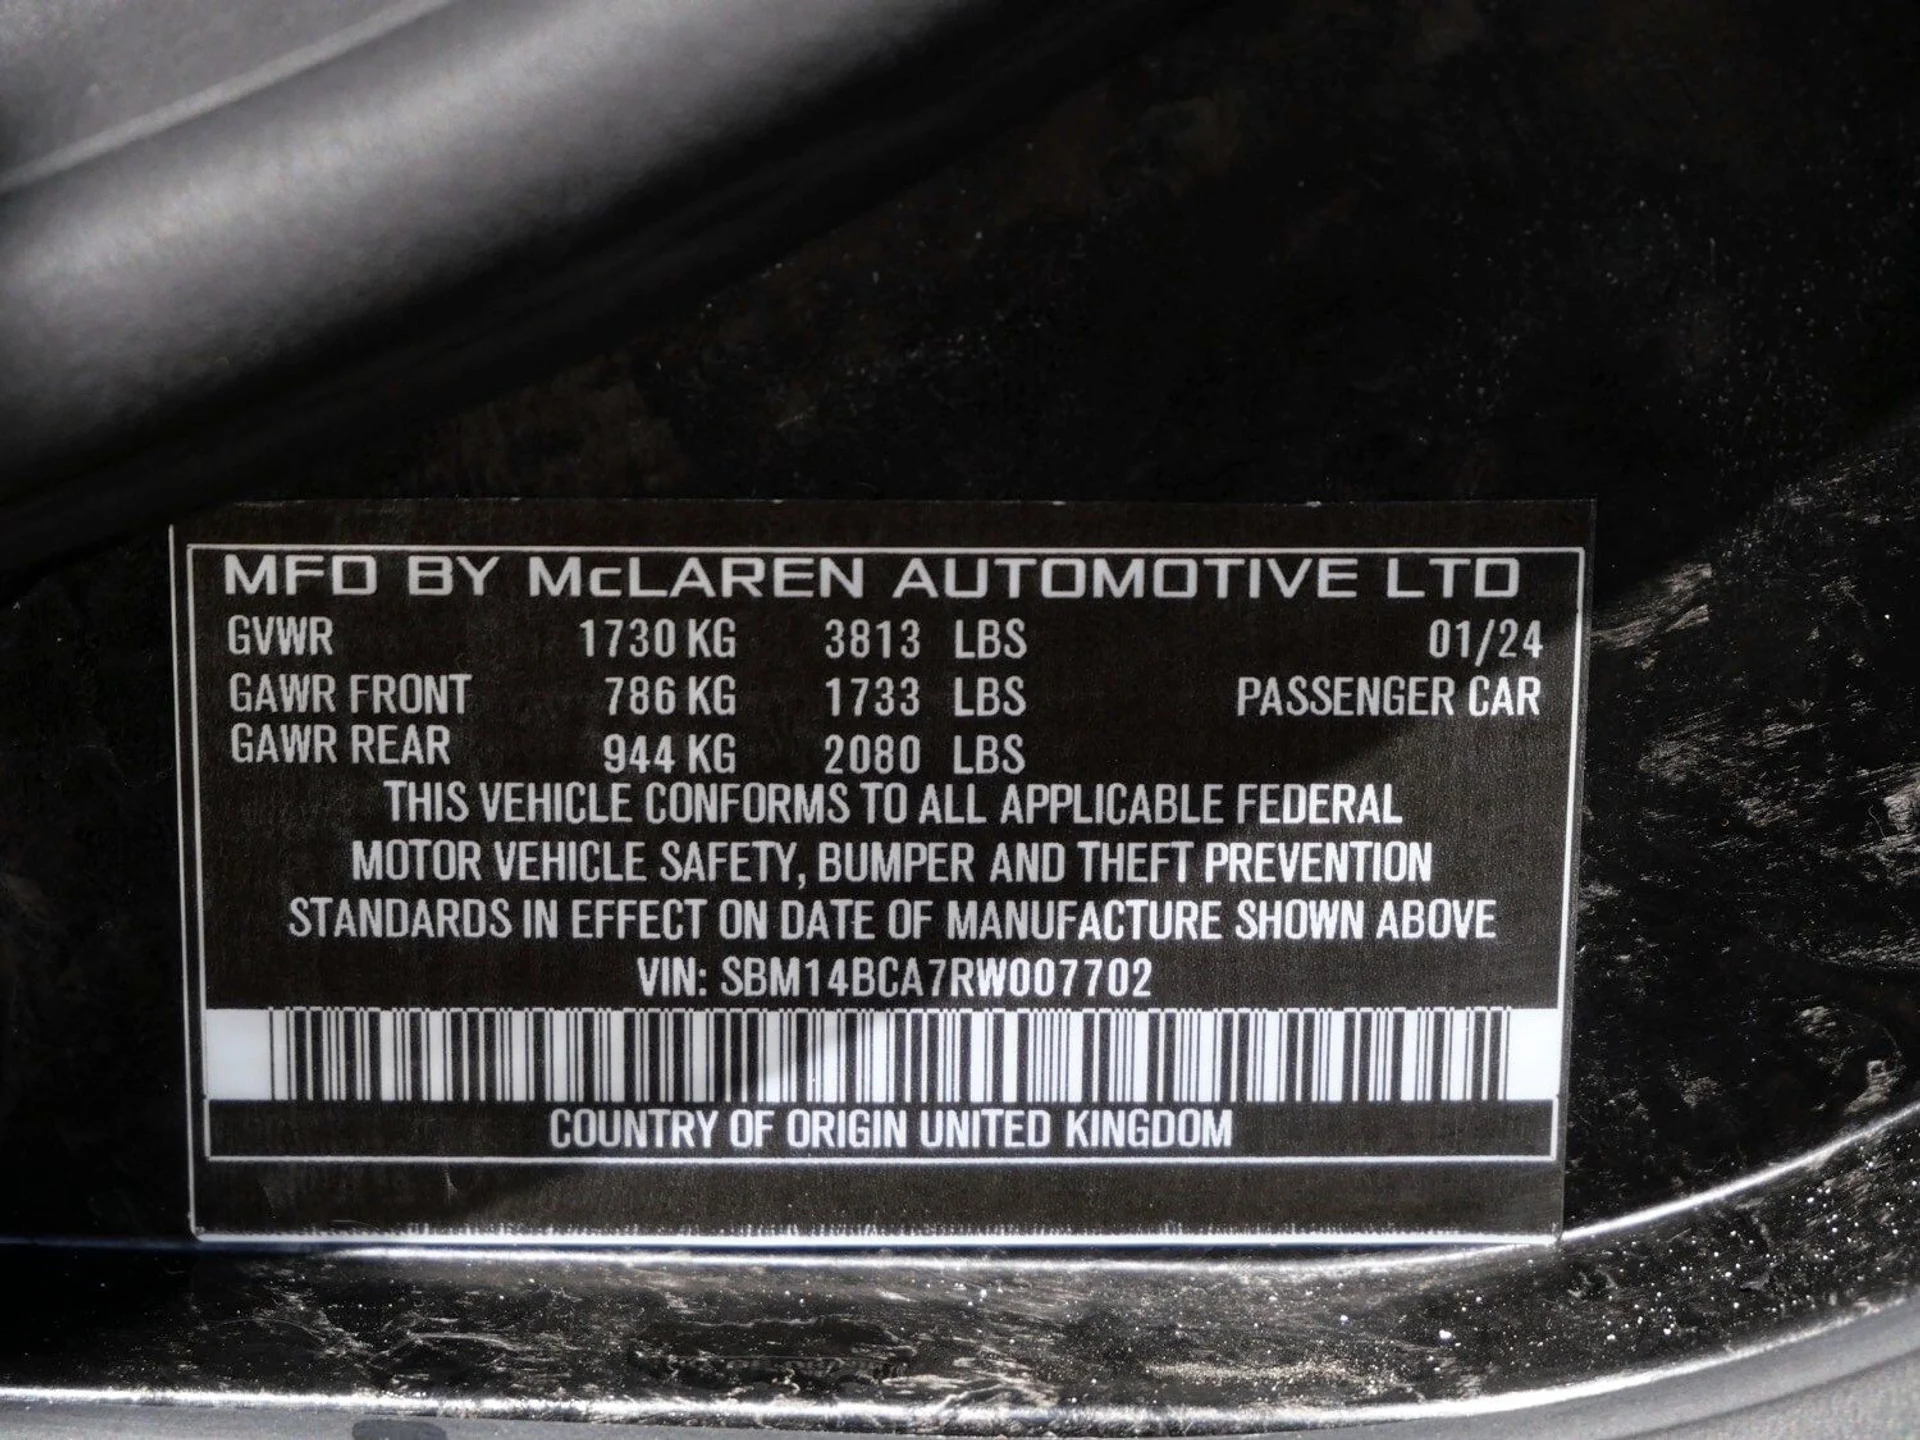 MFD BY McLAREN AUTOMOTIVE LTD
GVWR 1730 KG 3813 LBS 01/24
GAWR FRONT 786 KG 1733 LBS PASSENGER CAR
GAWR REAR 944 KG 2080 LBS
THIS VEHICLE CONFORMS TO ALL APPLICABLE FEDERAL
MOTOR VEHICLE SAFETY, BUMPER AND THEFT PREVENTION
STANDARDS IN EFFECT ON DATE OF MANUFACTURE SHOWN ABOVE
VIN: SBM14BCA7RW007702
COUNTRY OF ORIGIN UNITED KINGDOM